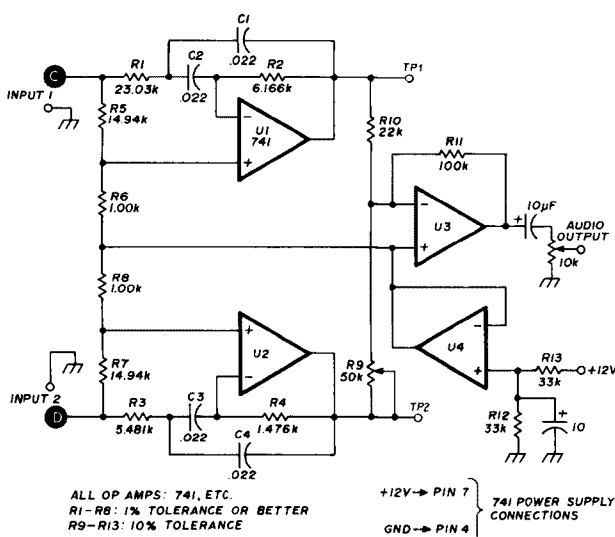 C1
.022
C
R1
23.03k
C2
.022
R2
6.166k
TP1
INPUT 1
R5
14.94k
U1
741
-
+
R10
22k
R11
100k
R6
1.00k
-
+
U3
10µF
+
AUDIO
OUTPUT
10k
R8
1.00k
+
-
U2
-
+
U4
R13
33k
+12V
R7
14.94k
R9
50k
INPUT 2
D
R3
5.481k
C3
.022
R4
1.476k
C4
.022
TP2
R12
33k
+
10
ALL OP AMPS: 741, ETC.
R1-R8: 1% TOLERANCE OR BETTER
R9-R13: 10% TOLERANCE
+12V→ PIN 7
GND→ PIN 4
741 POWER SUPPLY
CONNECTIONS